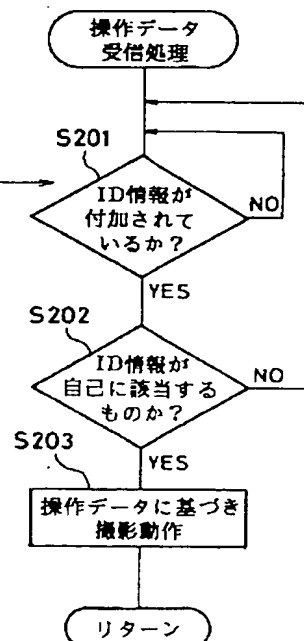 操作データ
受信処理
S201
ID情報が
付加されて
いるか?
NO
YES
S202
ID情報が
自己に該当する
ものか?
NO
YES
S203
操作データに基づき
撮影動作
リターン